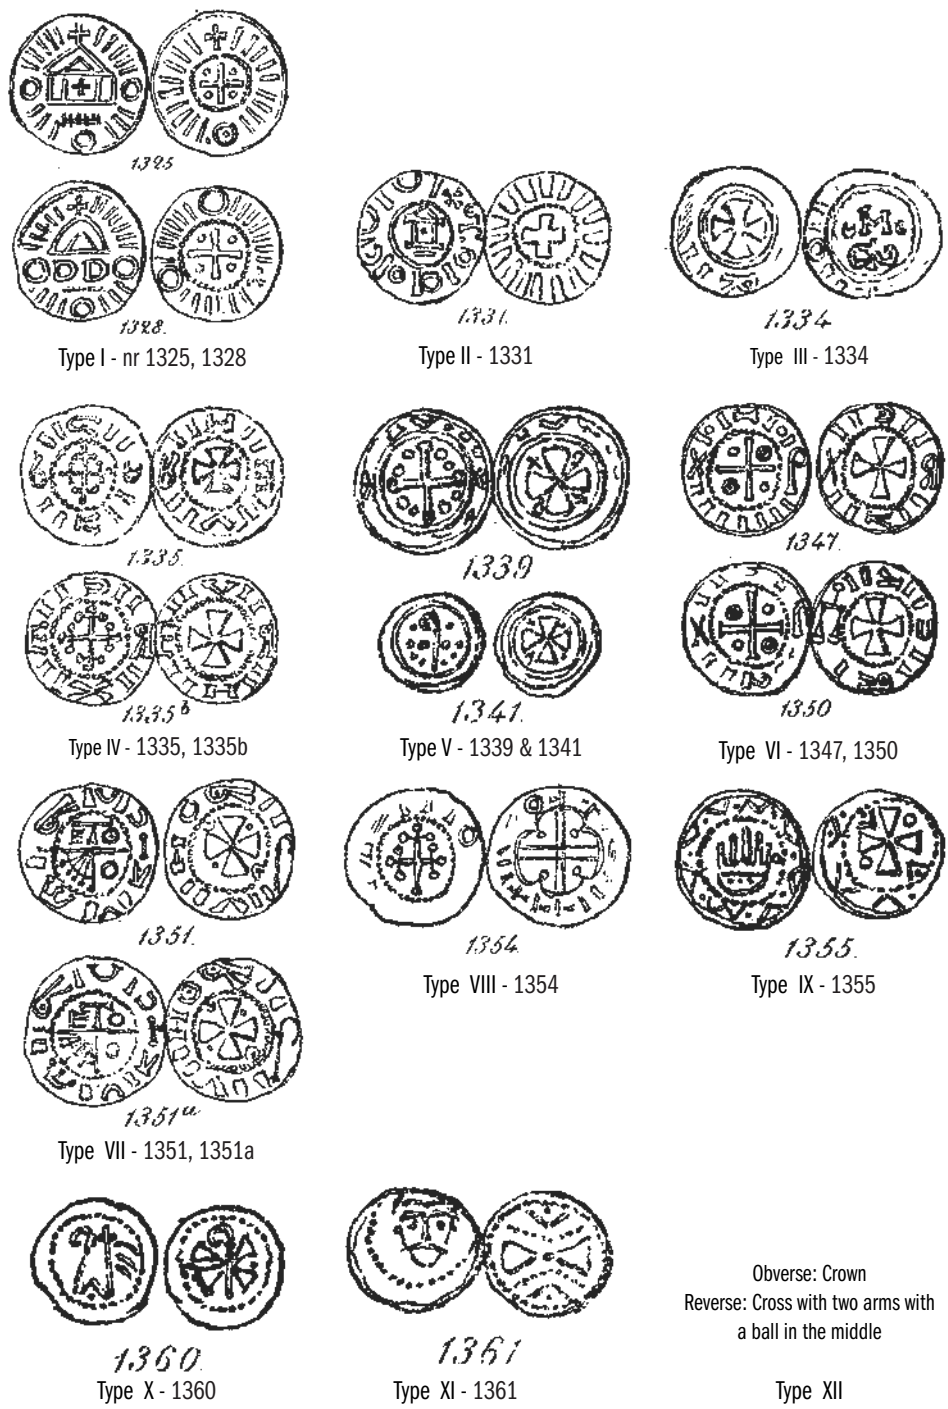 1325
1328.
Type I - nr 1325, 1328
1331.
Type II - 1331
1334
Type III - 1334
1335.
1335b
Type IV - 1335, 1335b
1339
1341.
Type V - 1339 & 1341
1347.
1350
Type VI - 1347, 1350
1351.
1351a
Type VII - 1351, 1351a
1354
Type VIII - 1354
1355.
Type IX - 1355
1360.
Type X - 1360
1361
Type XI - 1361
Obverse: Crown
Reverse: Cross with two arms with
a ball in the middle
Type XII